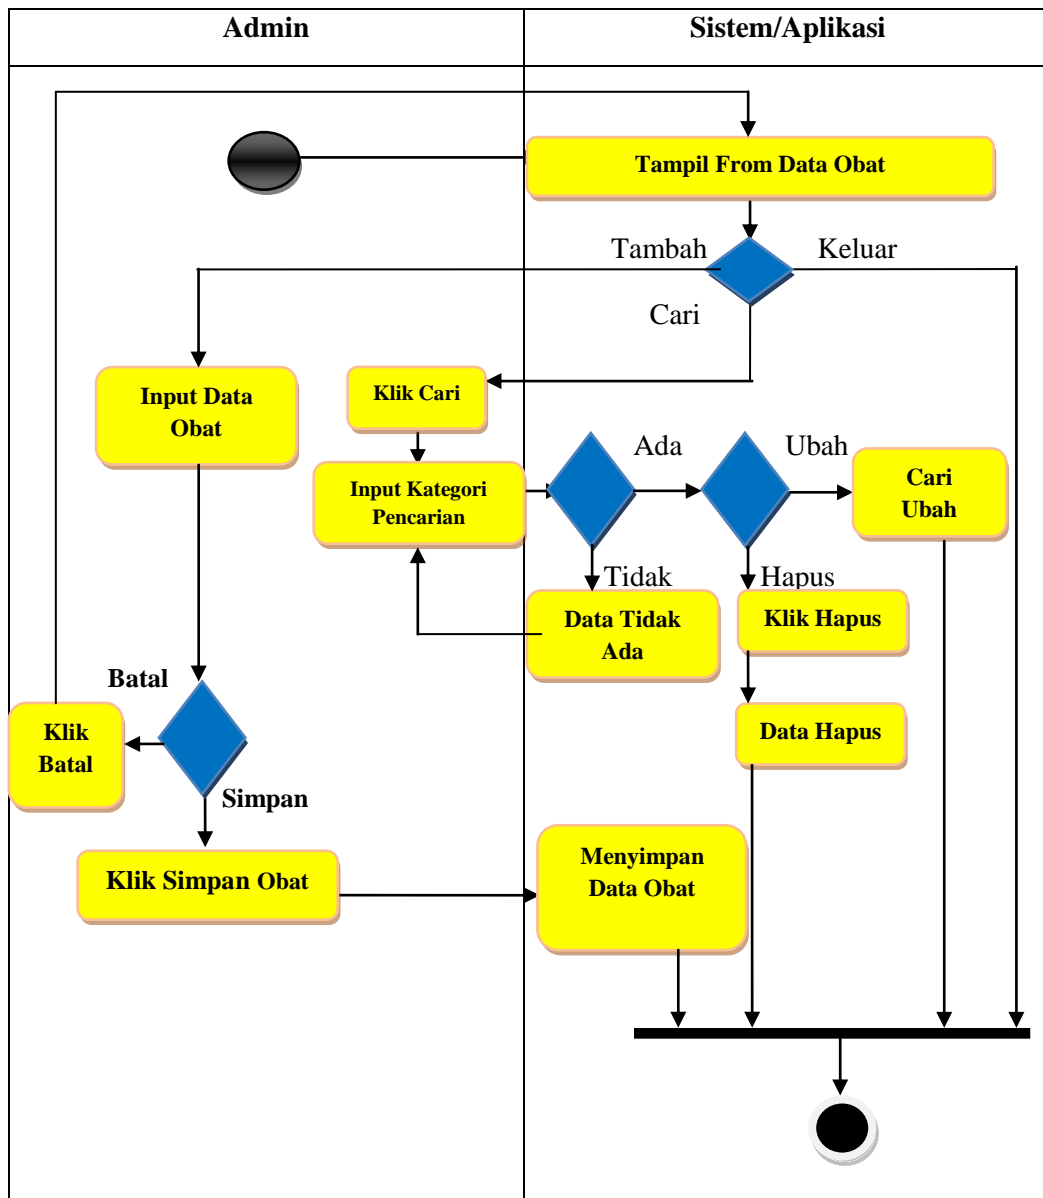 Admin
Sistem/Aplikasi
Tampil From Data Obat
Tambah
Keluar
Cari
Input Data
Obat
Klik Cari
Ada
Ubah
Input Kategori
Pencarian
Cari
Ubah
Tidak
Hapus
Data Tidak
Ada
Klik Hapus
Batal
Klik
Batal
Data Hapus
Simpan
Klik Simpan Obat
Menyimpan
Data Obat